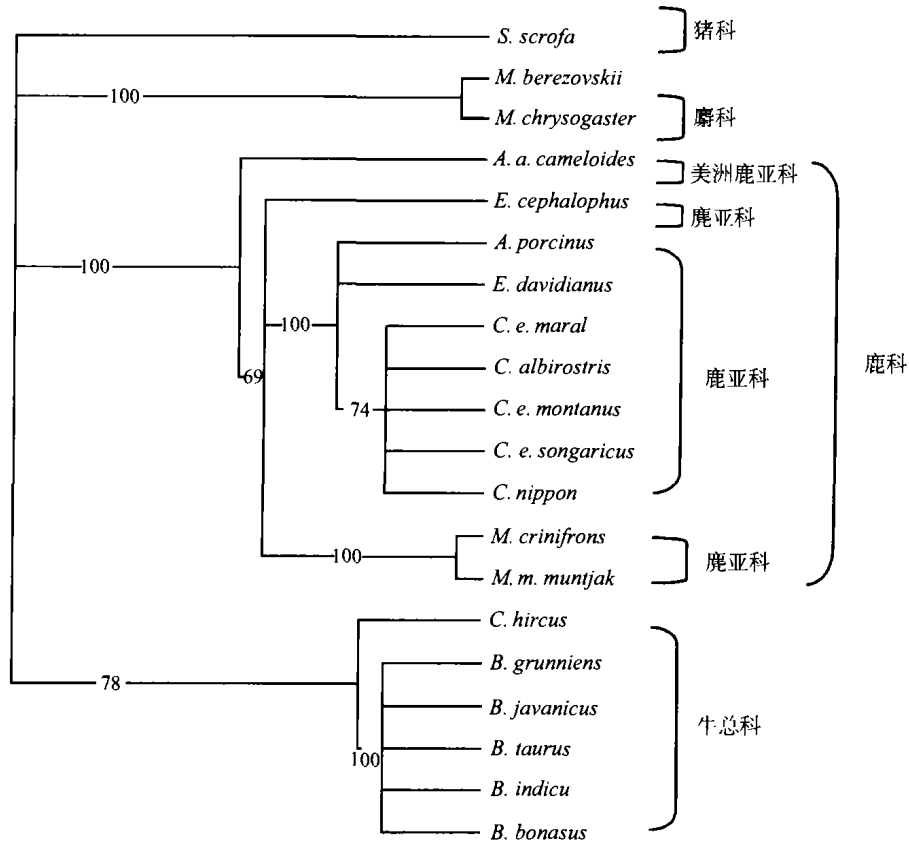 S. scrofa
猪科
M. berezovskii
100
M. chrysogaster
麝科
A. a. cameloides
美洲鹿亚科
E. cephalophus
麂亚科
A. porcinus
100
E. davidianus
100
C. e. maral
鹿科
69
C. albirostris
鹿亚科
74
C. e. montanus
C. e. songaricus
C. nippon
M. crinifrons
100
麂亚科
M. m. muntjak
C. hircus
B. grunniens
78
B. javanicus
牛总科
B. taurus
100
B. indicu
B. bonasus